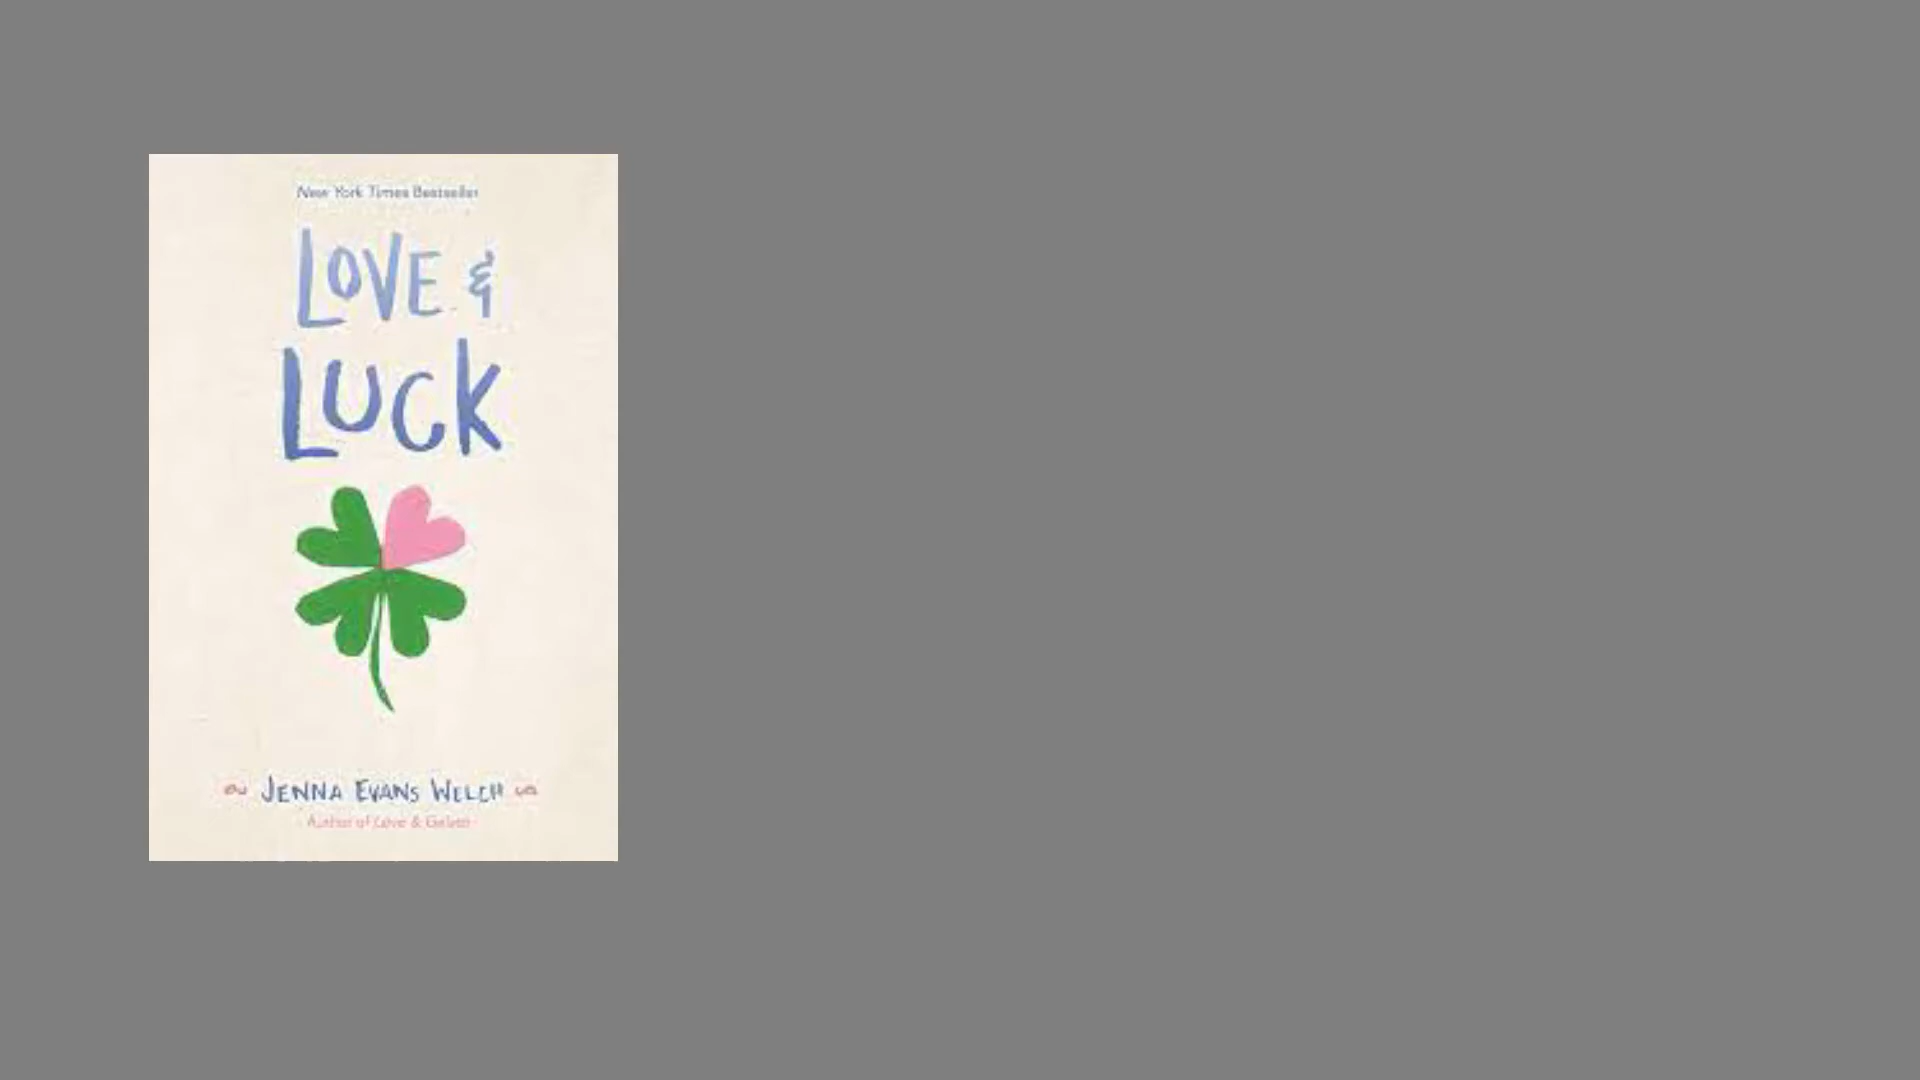 New York Times Bestseller
LOVE &
LUCK
JENNA EVANS WELCH
Author of Love & Gelato